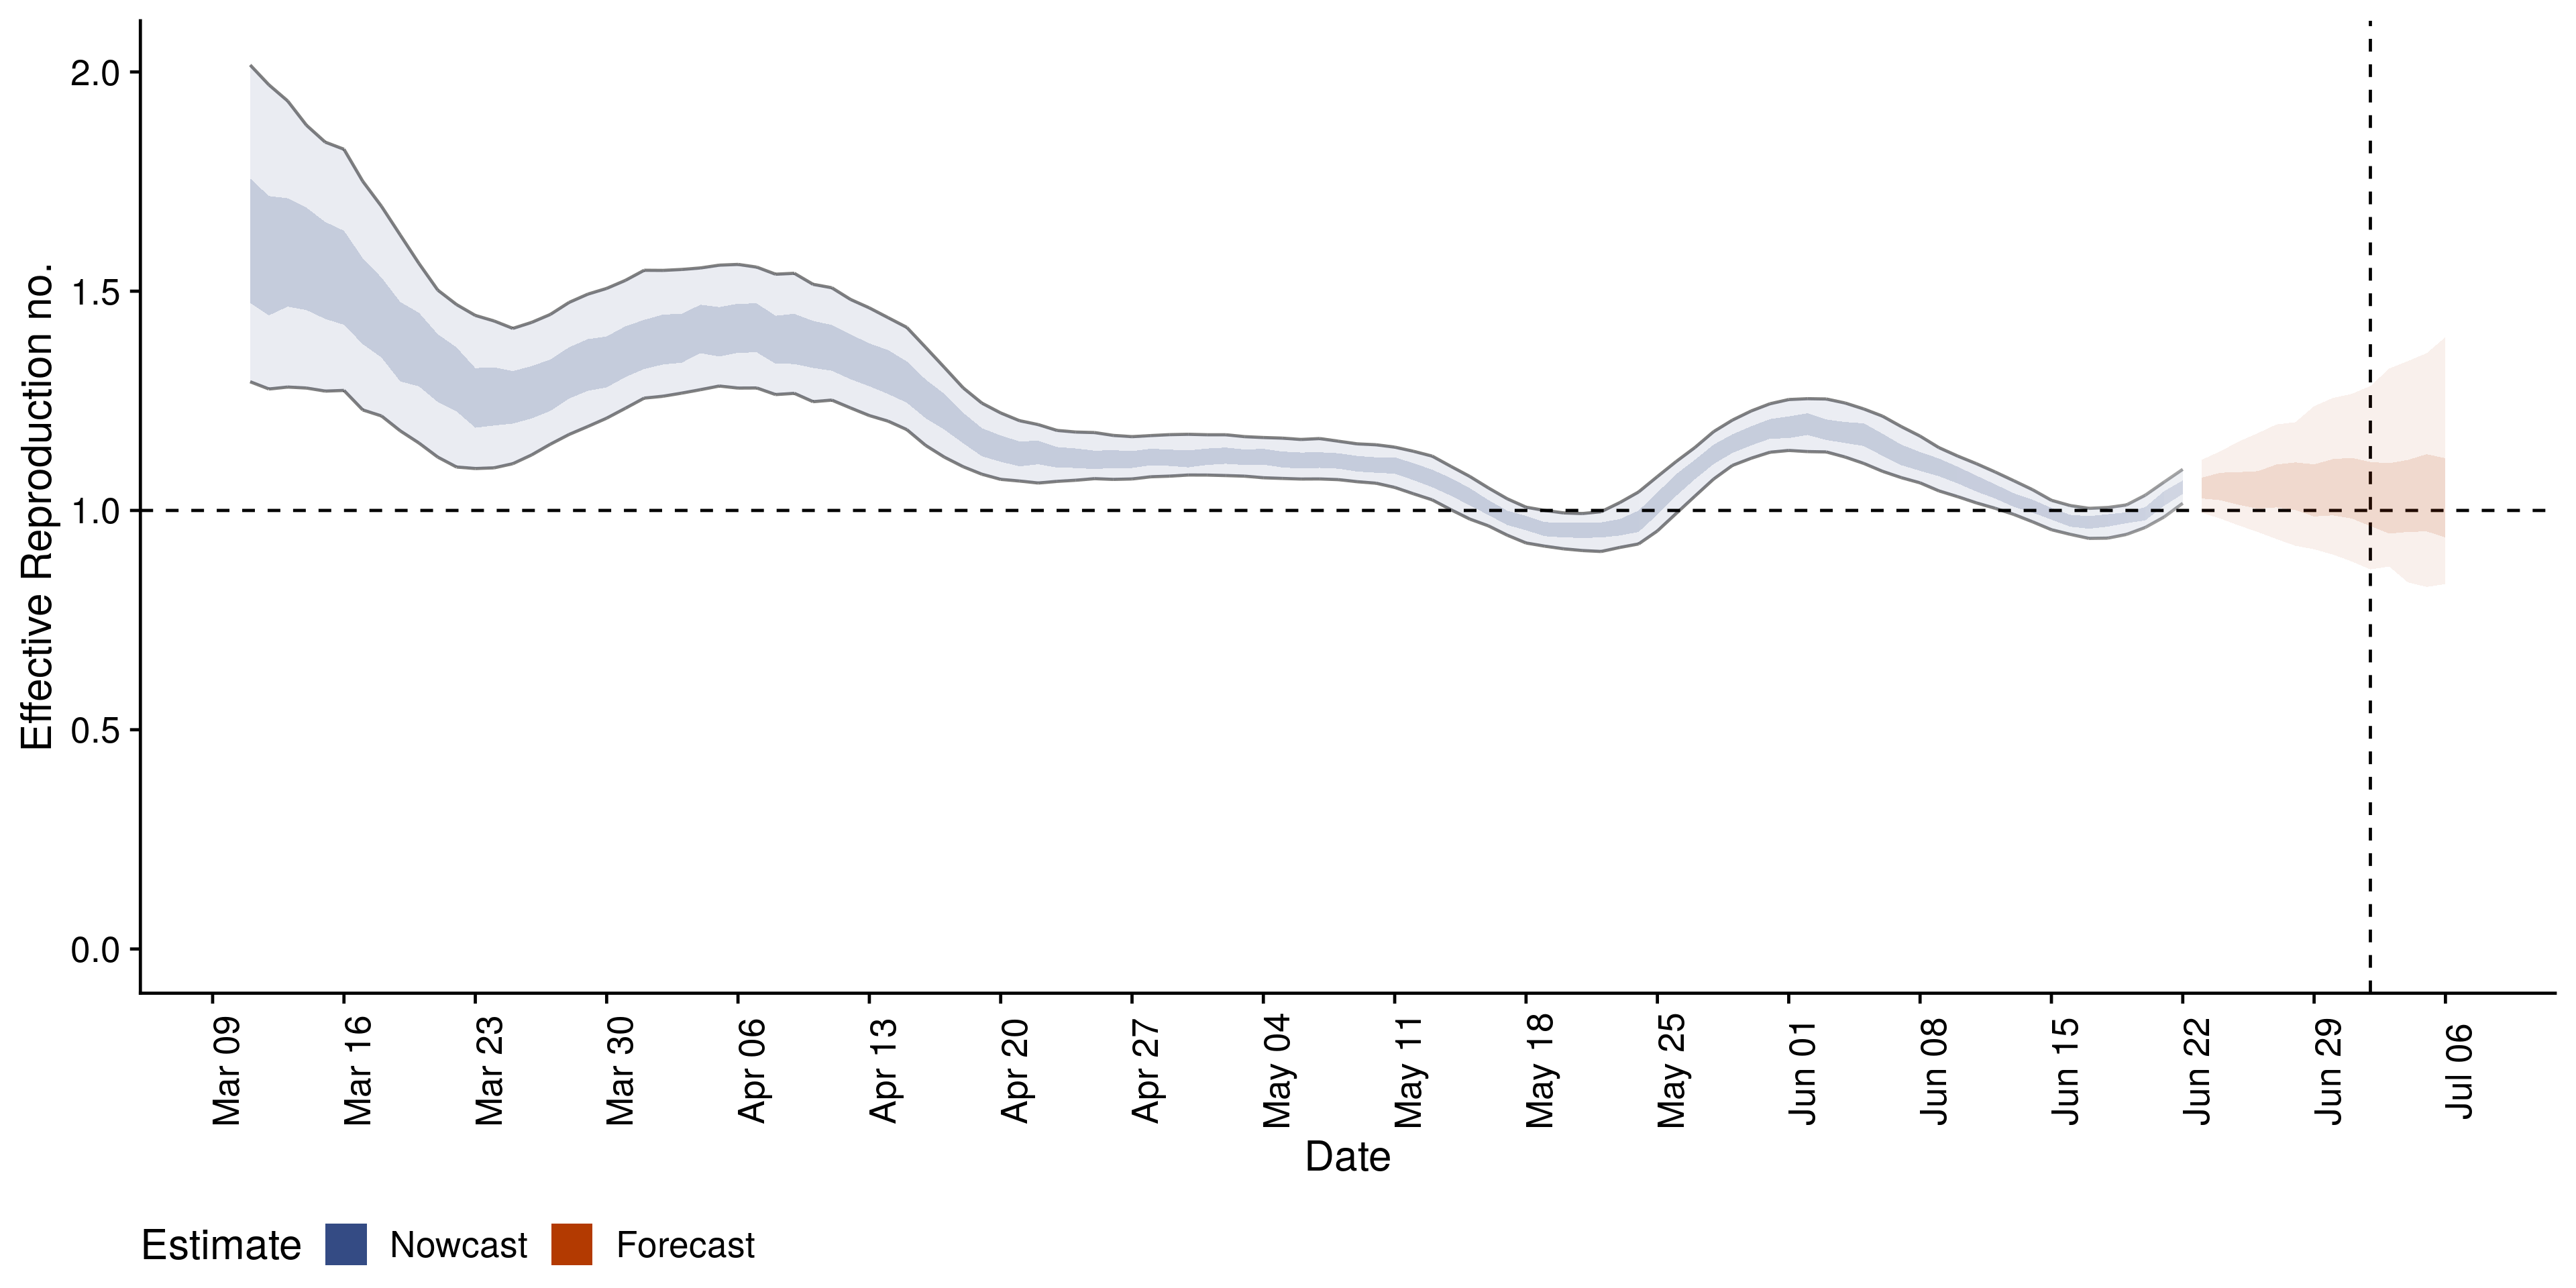 Effective Reproduction no.
2.0
1.5
1.0
0.5
0.0
Mar 09
Mar 16
Mar 23
Mar 30
Apr 06
Apr 13
Apr 20
Apr 27
May 04
May 11
May 18
May 25
Jun 01
Jun 08
Jun 15
Jun 22
Jun 29
Jul 06
Date
Estimate Nowcast Forecast